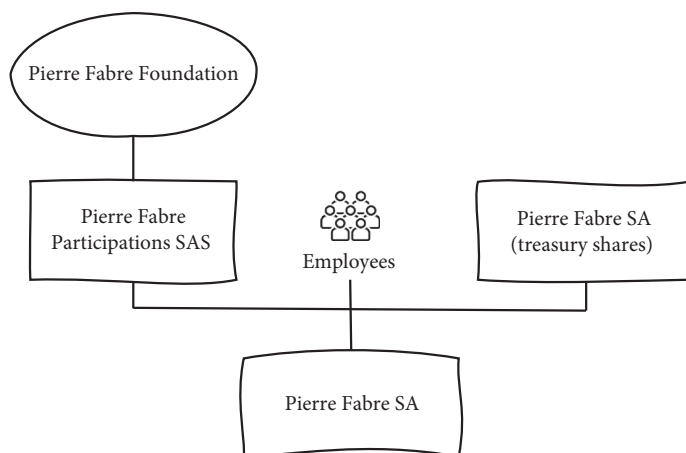 Pierre Fabre Foundation
Pierre Fabre
Participations SAS
Employees
Pierre Fabre SA
(treasury shares)
Pierre Fabre SA